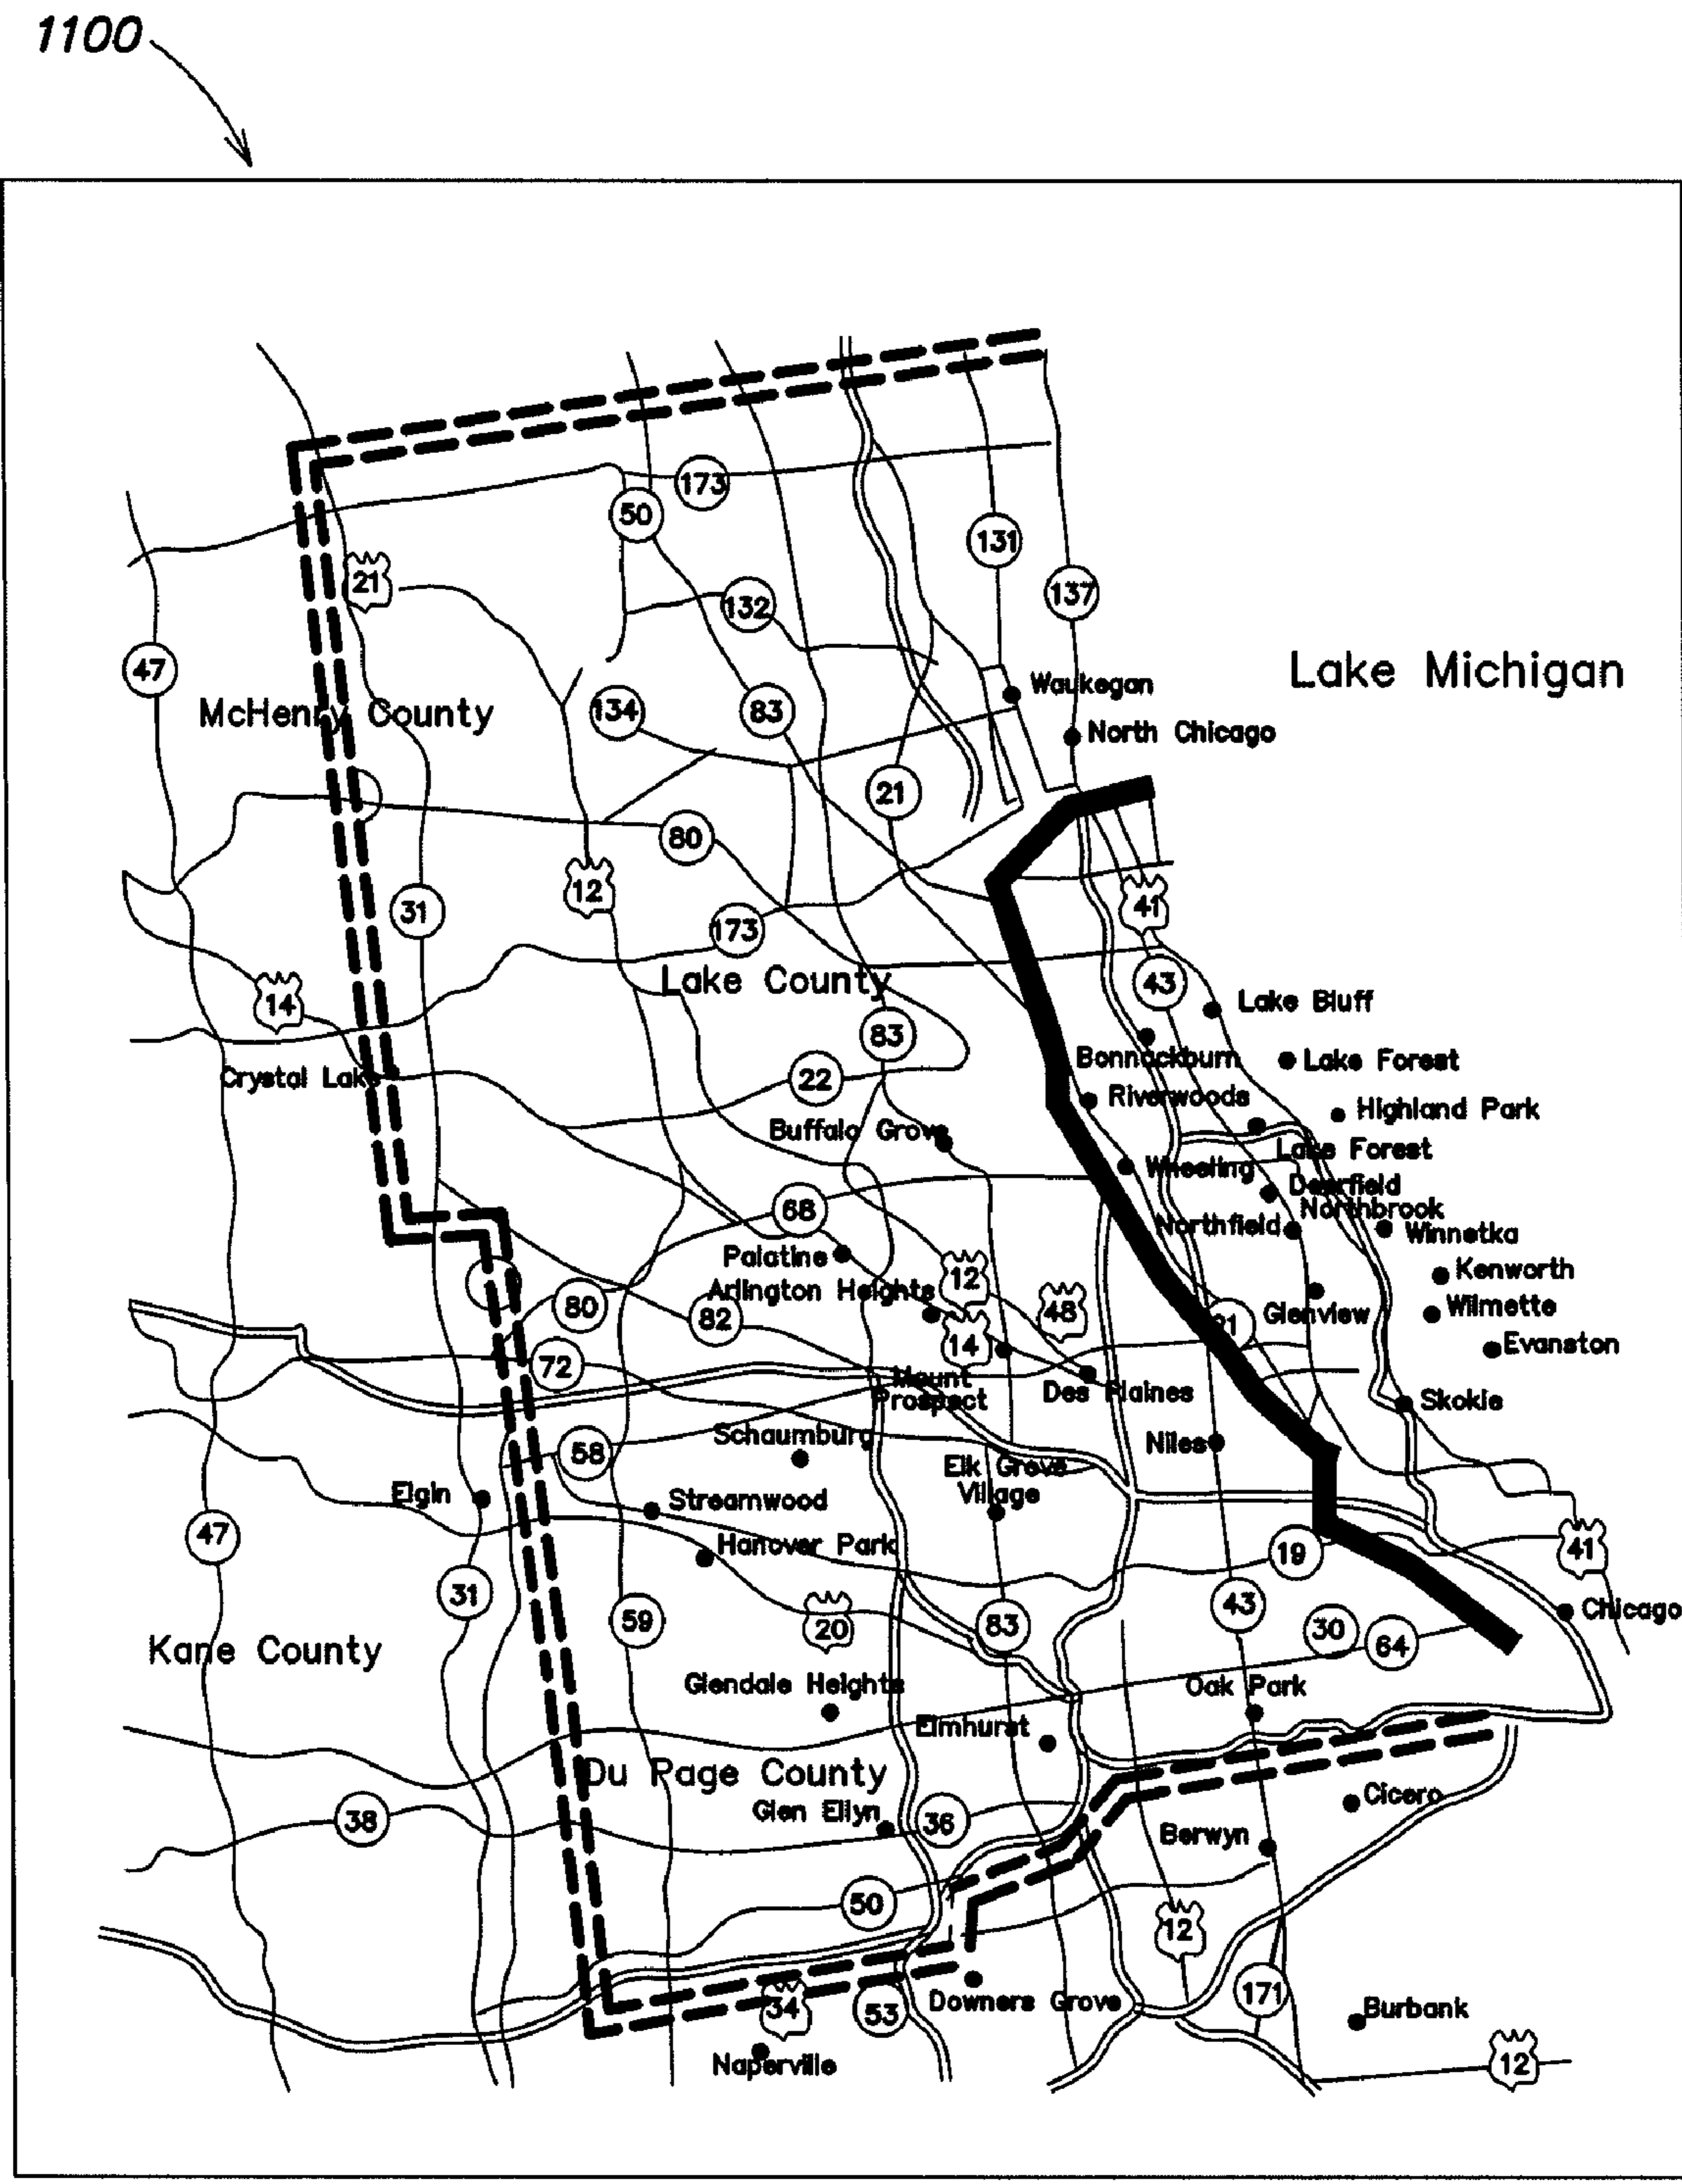 1100
173
50
131
21
137
132
47
Lake Michigan
Waukegan
McHenry County
134
83
North Chicago
21
80
12
31
41
173
Lake County
43
14
Lake Bluff
83
Bonnockburn
Lake Forest
Crystal Lake
22
Riverwoods
Highland Park
Buffalo Grove
Lake Forest
Wheeling
Deerfield
68
Northbrook
Northfield
Winnetka
Palatine
12
Kenworth
Arlington Heights
80
82
48
Glenview
Wilmette
14
Evanston
72
Mount
Prospect
Des Plaines
Skokie
Schaumburg
Niles
58
Elk Grove
Village
Elgin
Streamwood
47
Hanover Park
19
41
31
59
20
83
43
30
64
Chicago
Kane County
Glendale Heights
Oak Park
Elmhurst
Du Page County
Cicero
Glen Ellyn
38
36
Berwyn
50
12
34
53
Downers Grove
171
Burbank
Naperville
12